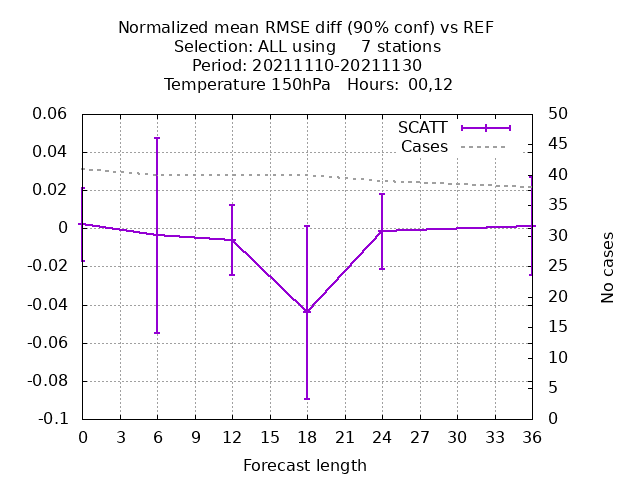 Normalized mean RMSE diff (90% conf) vs REF
Selection: ALL using     7 stations
Period: 20211110-20211130
Temperature 150hPa   Hours:  00,12
SCATT
Cases
0.06
0.04
0.02
0
-0.02
-0.04
-0.06
-0.08
-0.1
50
45
40
35
30
25
20
15
10
5
0
No cases
0 3 6 9 12 15 18 21 24 27 30 33 36
Forecast length